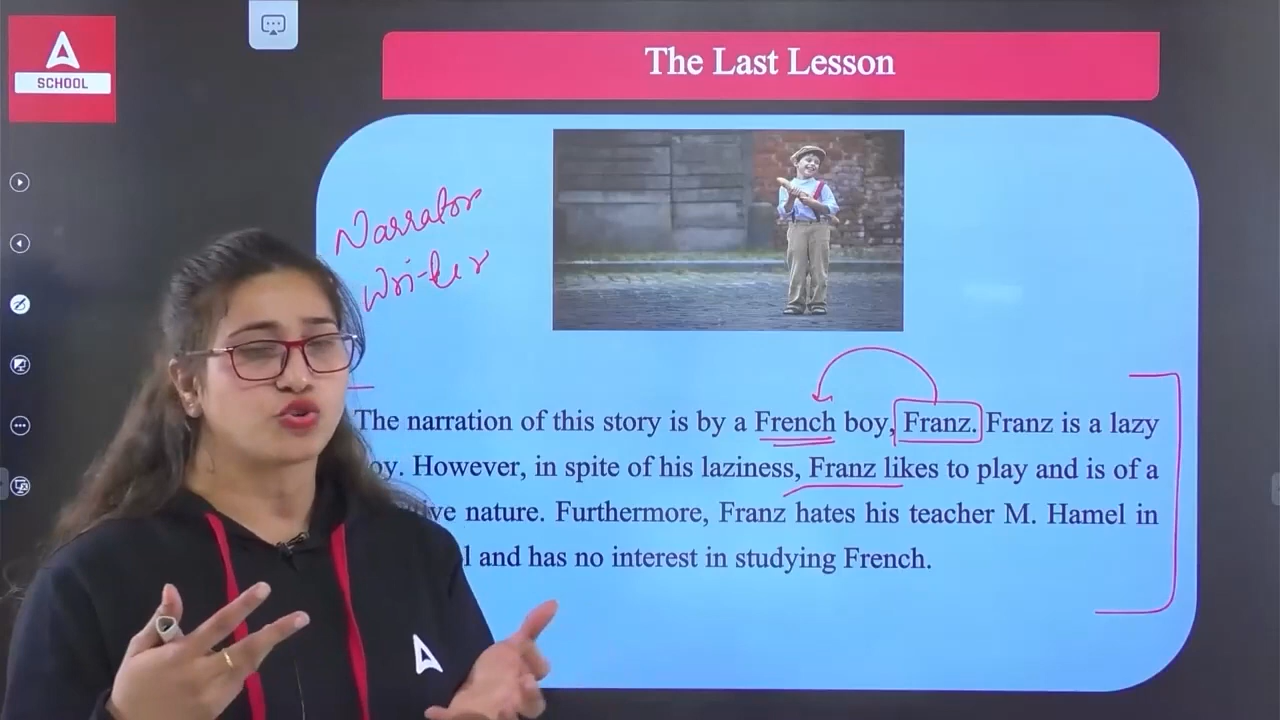 SCHOOL
The Last Lesson
Narrator
Writer
The narration of this story is by a French boy, Franz. Franz is a lazy
However, in spite of his laziness, Franz likes to play and is of a
nature. Furthermore, Franz hates his teacher M. Hamel in
and has no interest in studying French.